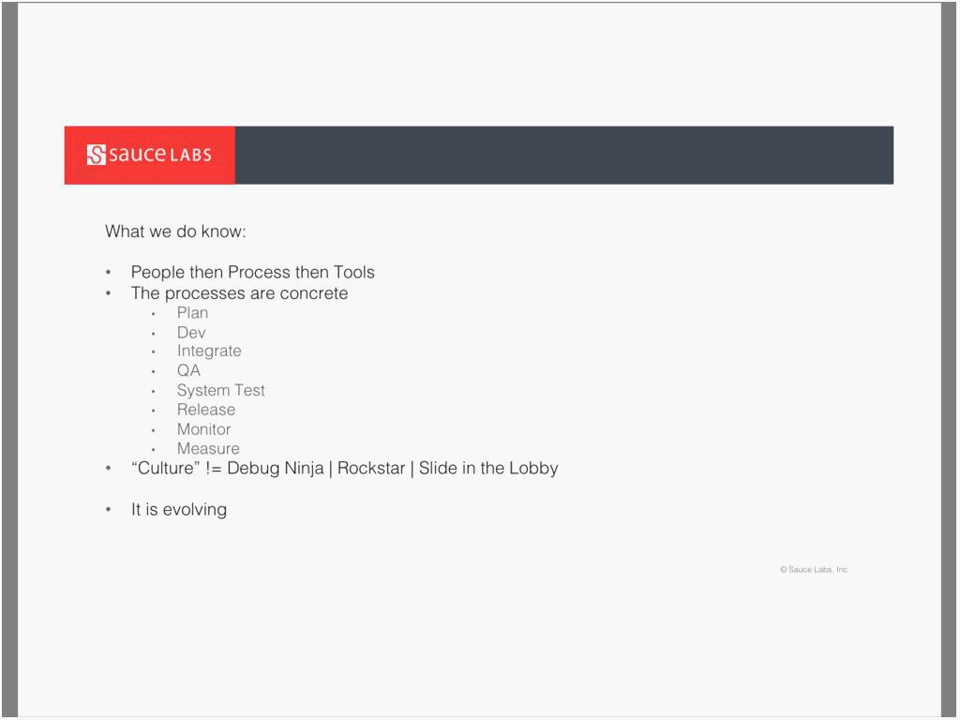 S sauce LABS
What we do know:
• People then Process then Tools
• The processes are concrete
• Plan
• Dev
• Integrate
• QA
• System Test
• Release
• Monitor
• Measure
• “Culture” != Debug Ninja | Rockstar | Slide in the Lobby
• It is evolving
© Sauce Labs, Inc